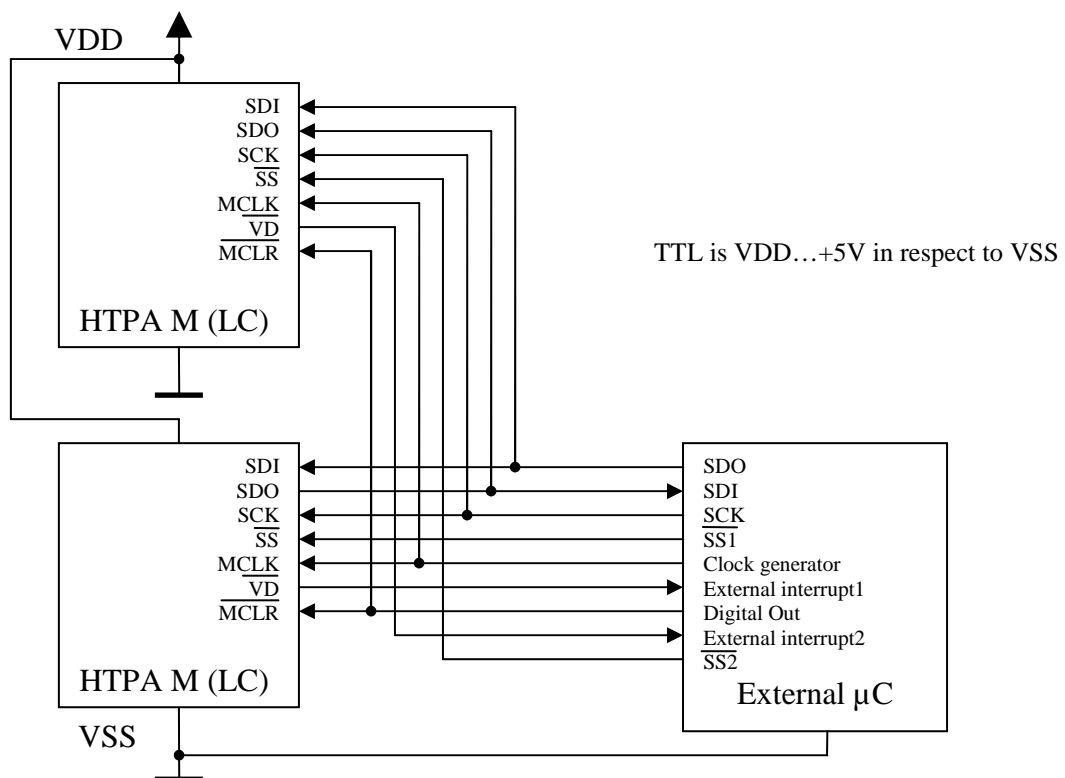 VDD
SDI
SDO
SCK
SS
MCLK
VD
MCLR
HTPA M (LC)
TTL is VDD…+5V in respect to VSS
SDI
SDO
SCK
SS
MCLK
VD
MCLR
HTPA M (LC)
VSS
SDO
SDI
SCK
SS1
Clock generator
External interrupt1
Digital Out
External interrupt2
SS2
External µC